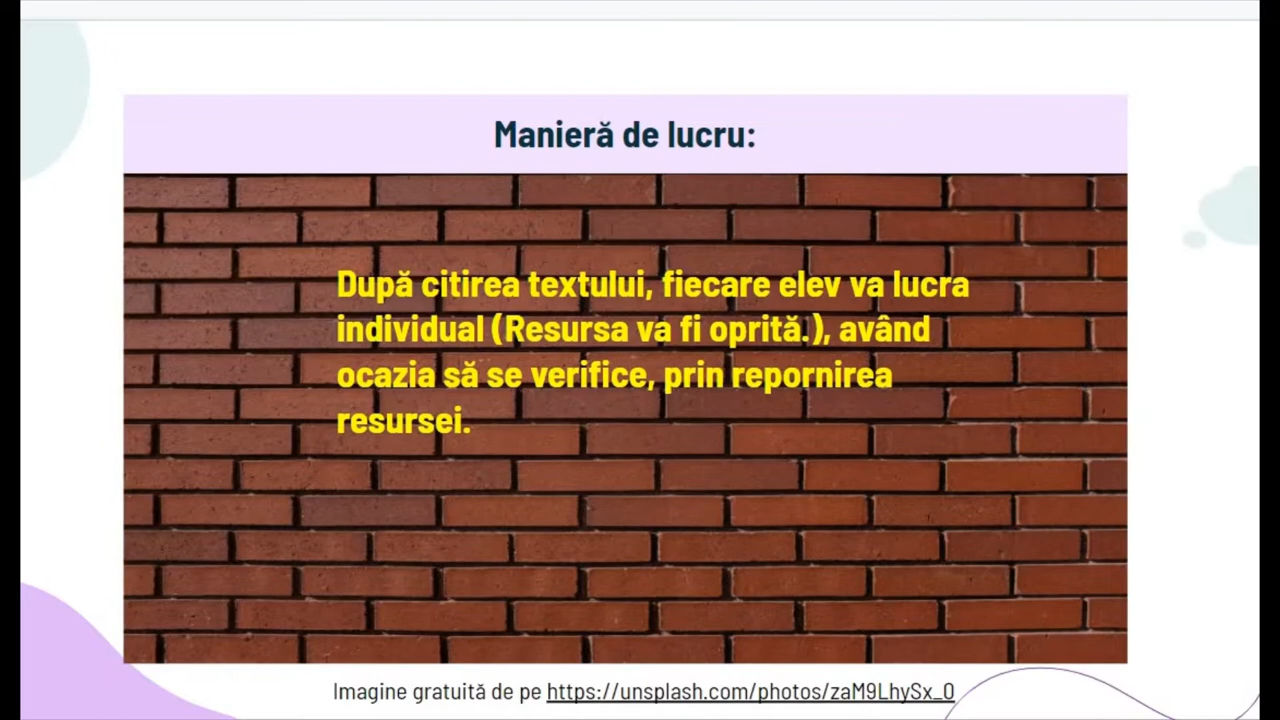 Manieră de lucru:
După citirea textului, fiecare elev va lucra
individual (Resursa va fi oprită.), având
ocazia să se verifice, prin repornirea
resursei.
Imagine gratuită de pe https://unsplash.com/photos/zaM9LhySx_0